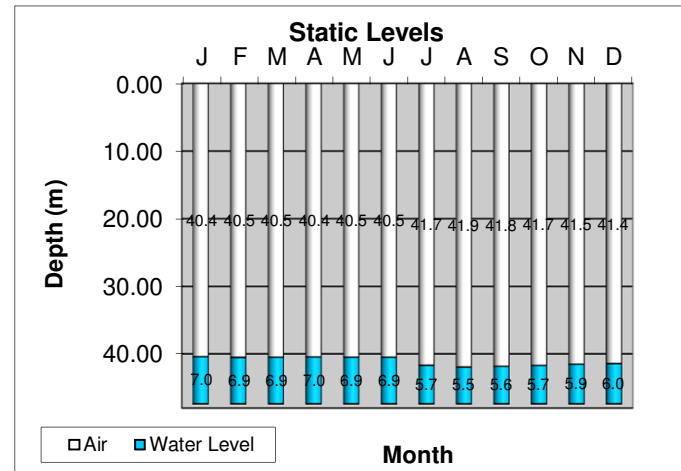 Static Levels
J F M A M J J A S O N D
0.00
10.00
20.00
30.00
40.00
Depth (m)
40.4 40.5 40.5 40.4 40.5 40.5 41.7 41.9 41.8 41.7 41.5 41.4
7.0 6.9 6.9 7.0 6.9 6.9 5.7 5.5 5.6 5.7 5.9 6.0
Air Water Level
Month